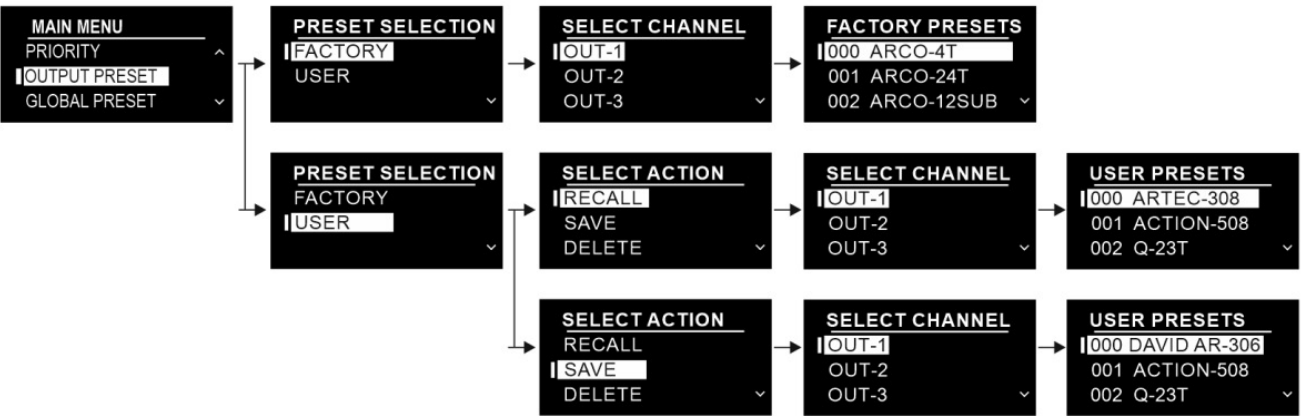 MAIN MENU
PRIORITY
OUTPUT PRESET
GLOBAL PRESET
PRESET SELECTION
FACTORY
USER
SELECT CHANNEL
OUT-1
OUT-2
OUT-3
FACTORY PRESETS
000 ARCO-4T
001 ARCO-24T
002 ARCO-12SUB
PRESET SELECTION
FACTORY
USER
SELECT ACTION
RECALL
SAVE
DELETE
SELECT CHANNEL
OUT-1
OUT-2
OUT-3
USER PRESETS
000 ARTEC-308
001 ACTION-508
002 Q-23T
SELECT ACTION
RECALL
SAVE
DELETE
SELECT CHANNEL
OUT-1
OUT-2
OUT-3
USER PRESETS
000 DAVID AR-306
001 ACTION-508
002 Q-23T